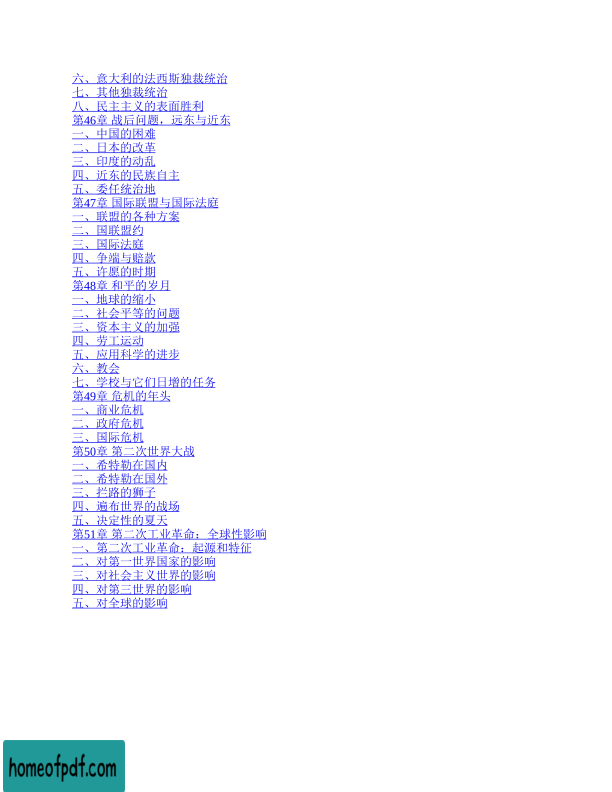 六、意大利的法西斯独裁统治
七、其他独裁统治
八、民主主义的表面胜利
第46章 战后问题，远东与近东
一、中国的困难
二、日本的改革
三、印度的动乱
四、近东的民族自主
五、委任统治地
第47章 国际联盟与国际法庭
一、联盟的各种方案
二、国联盟约
三、国际法庭
四、争端与赔款
五、许愿的时期
第48章 和平的岁月
一、地球的缩小
二、社会平等的问题
三、资本主义的加强
四、劳工运动
五、应用科学的进步
六、教会
七、学校与它们日增的任务
第49章 危机的年头
一、商业危机
二、政府危机
三、国际危机
第50章 第二次世界大战
一、希特勒在国内
二、希特勒在国外
三、拦路的狮子
四、遍布世界的战场
五、决定性的夏天
第51章 第二次工业革命：全球性影响
一、第二次工业革命：起源和特征
二、对第一世界国家的影响
三、对社会主义世界的影响
四、对第三世界的影响
五、对全球的影响
homeofpdf.com